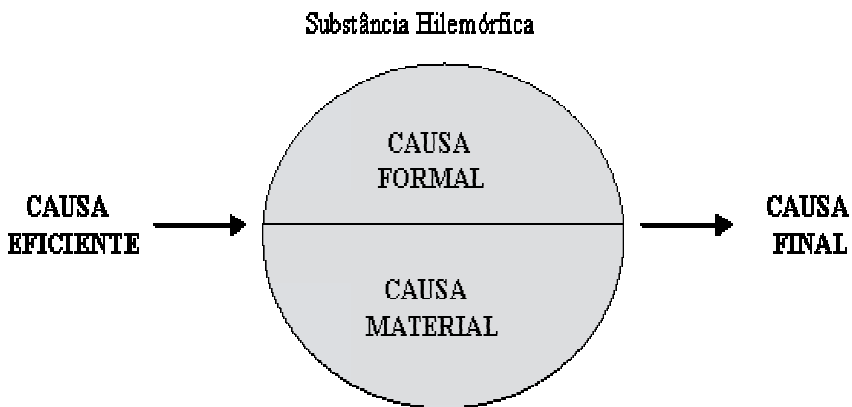 Substância Hilemórfica
CAUSA
FORMAL
CAUSA
EFICIENTE
CAUSA
FINAL
CAUSA
MATERIAL